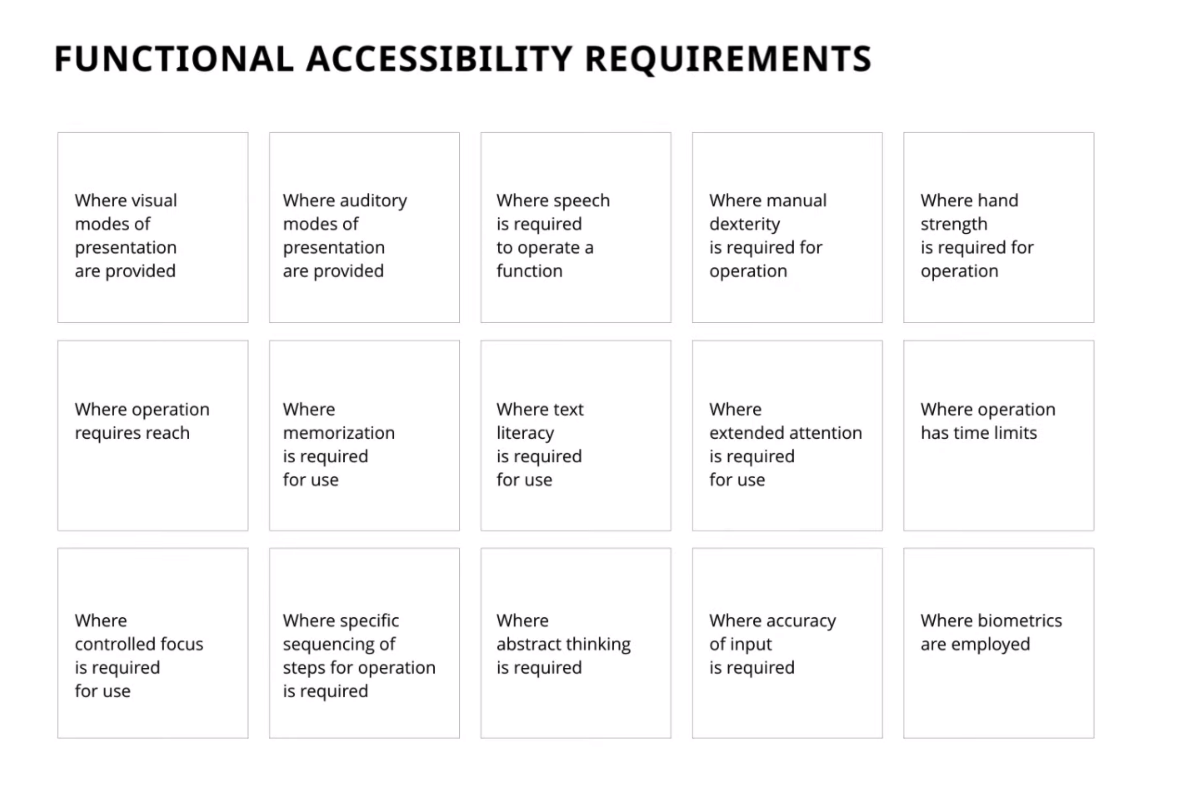 FUNCTIONAL ACCESSIBILITY REQUIREMENTS
Where visual
modes of
presentation
are provided
Where auditory
modes of
presentation
are provided
Where speech
is required
to operate a
function
Where manual
dexterity
is required for
operation
Where hand
strength
is required for
operation
Where operation
requires reach
Where
memorization
is required
for use
Where text
literacy
is required
for use
Where
extended attention
is required
for use
Where operation
has time limits
Where
controlled focus
is required
for use
Where specific
sequencing of
steps for operation
is required
Where
abstract thinking
is required
Where accuracy
of input
is required
Where biometrics
are employed